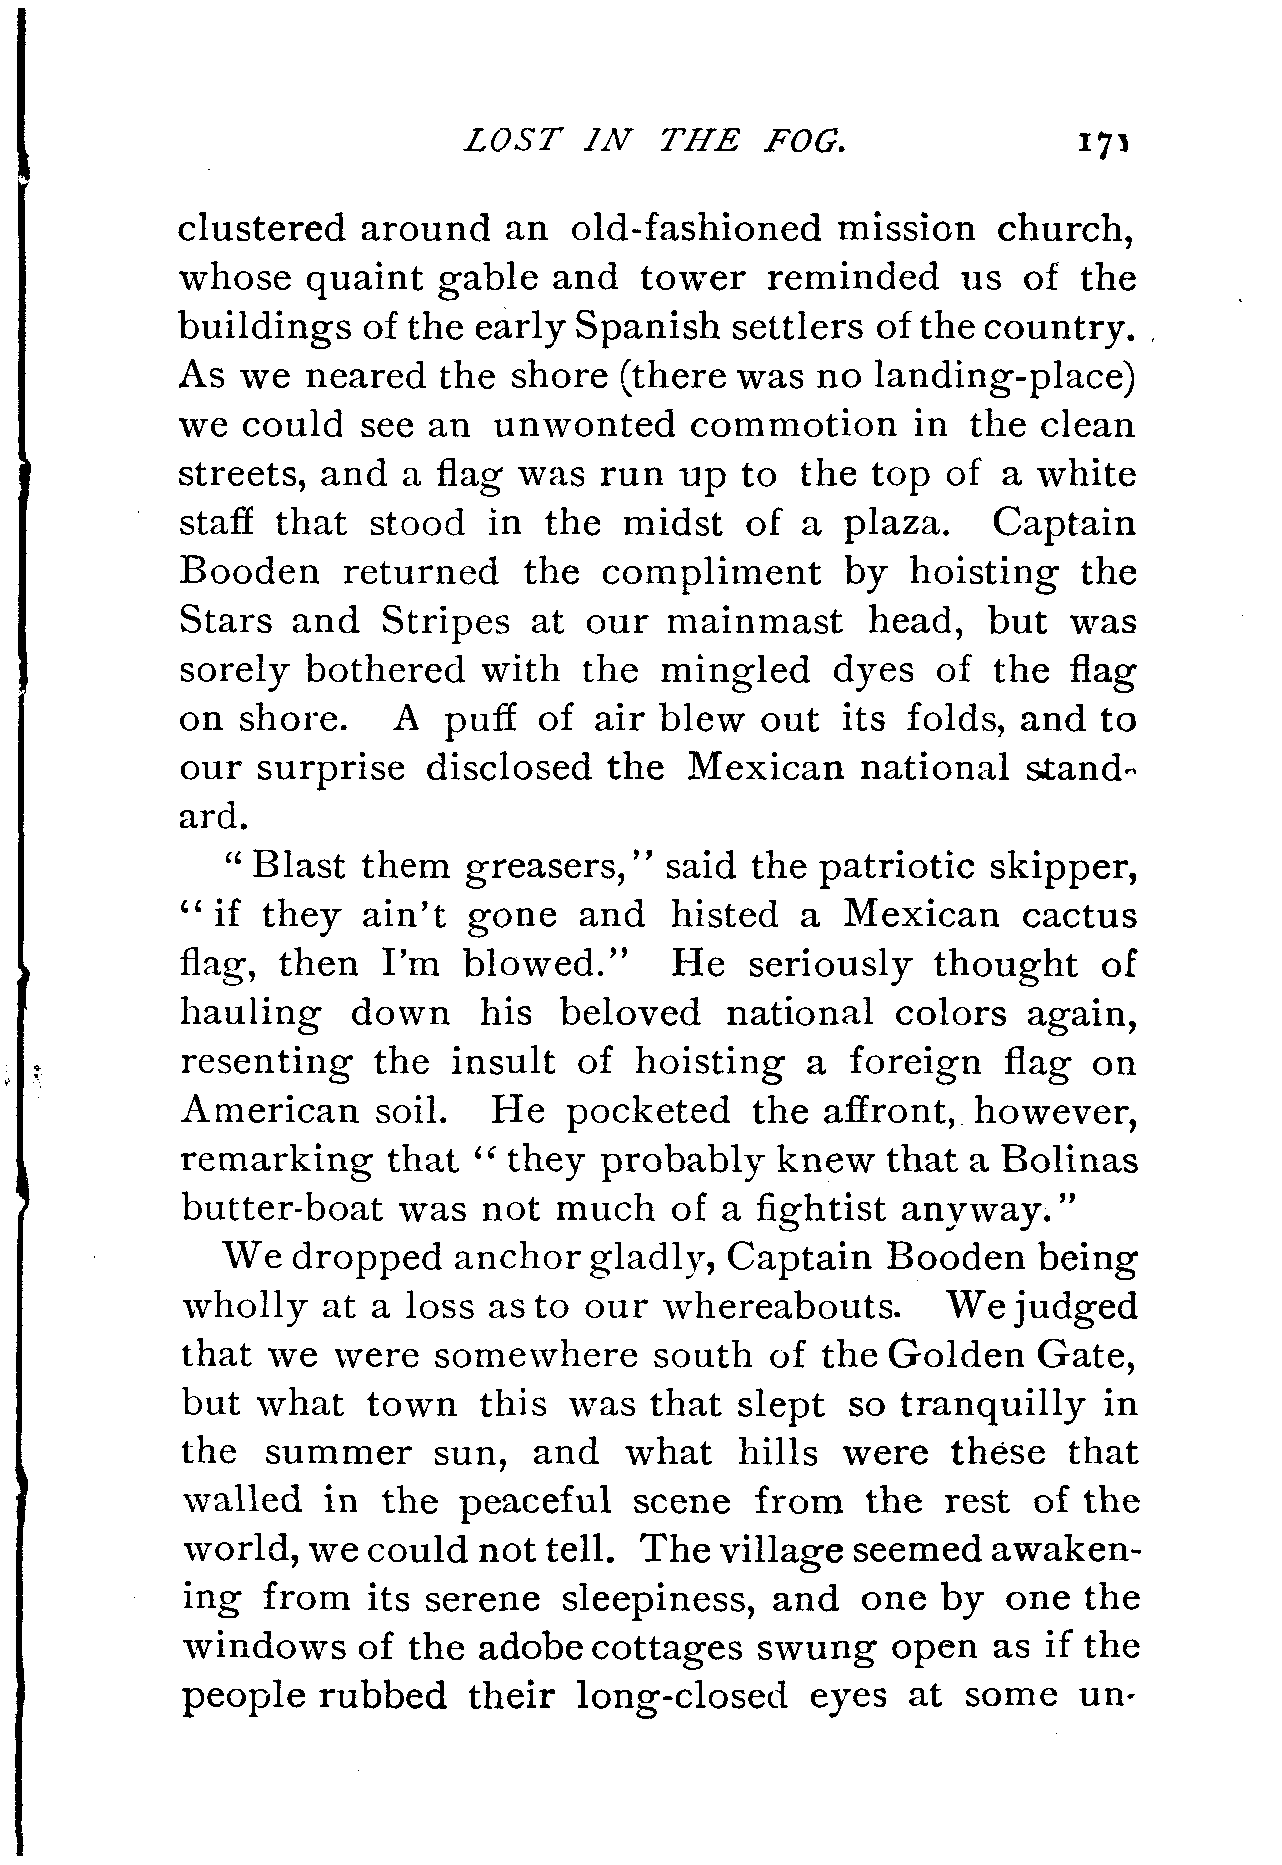 LOST IN THE FOG. 171
clustered around an old-fashioned mission church,
whose quaint gable and tower reminded us of the
buildings of the early Spanish settlers of the country.
As we neared the shore (there was no landing-place)
we could see an unwonted commotion in the clean
streets, and a flag was run up to the top of a white
staff that stood in the midst of a plaza. Captain
Booden returned the compliment by hoisting the
Stars and Stripes at our mainmast head, but was
sorely bothered with the mingled dyes of the flag
on shore. A puff of air blew out its folds, and to
our surprise disclosed the Mexican national stand-
ard.
"Blast them greasers," said the patriotic skipper,
"if they ain't gone and histed a Mexican cactus
flag, then I'm blowed." He seriously thought of
hauling down his beloved national colors again,
resenting the insult of hoisting a foreign flag on
American soil. He pocketed the affront, however,
remarking that "they probably knew that a Bolinas
butter-boat was not much of a fightist anyway."
We dropped anchor gladly, Captain Booden being
wholly at a loss as to our whereabouts. We judged
that we were somewhere south of the Golden Gate,
but what town this was that slept so tranquilly in
the summer sun, and what hills were these that
walled in the peaceful scene from the rest of the
world, we could not tell. The village seemed awaken-
ing from its serene sleepiness, and one by one the
windows of the adobe cottages swung open as if the
people rubbed their long-closed eyes at some un-